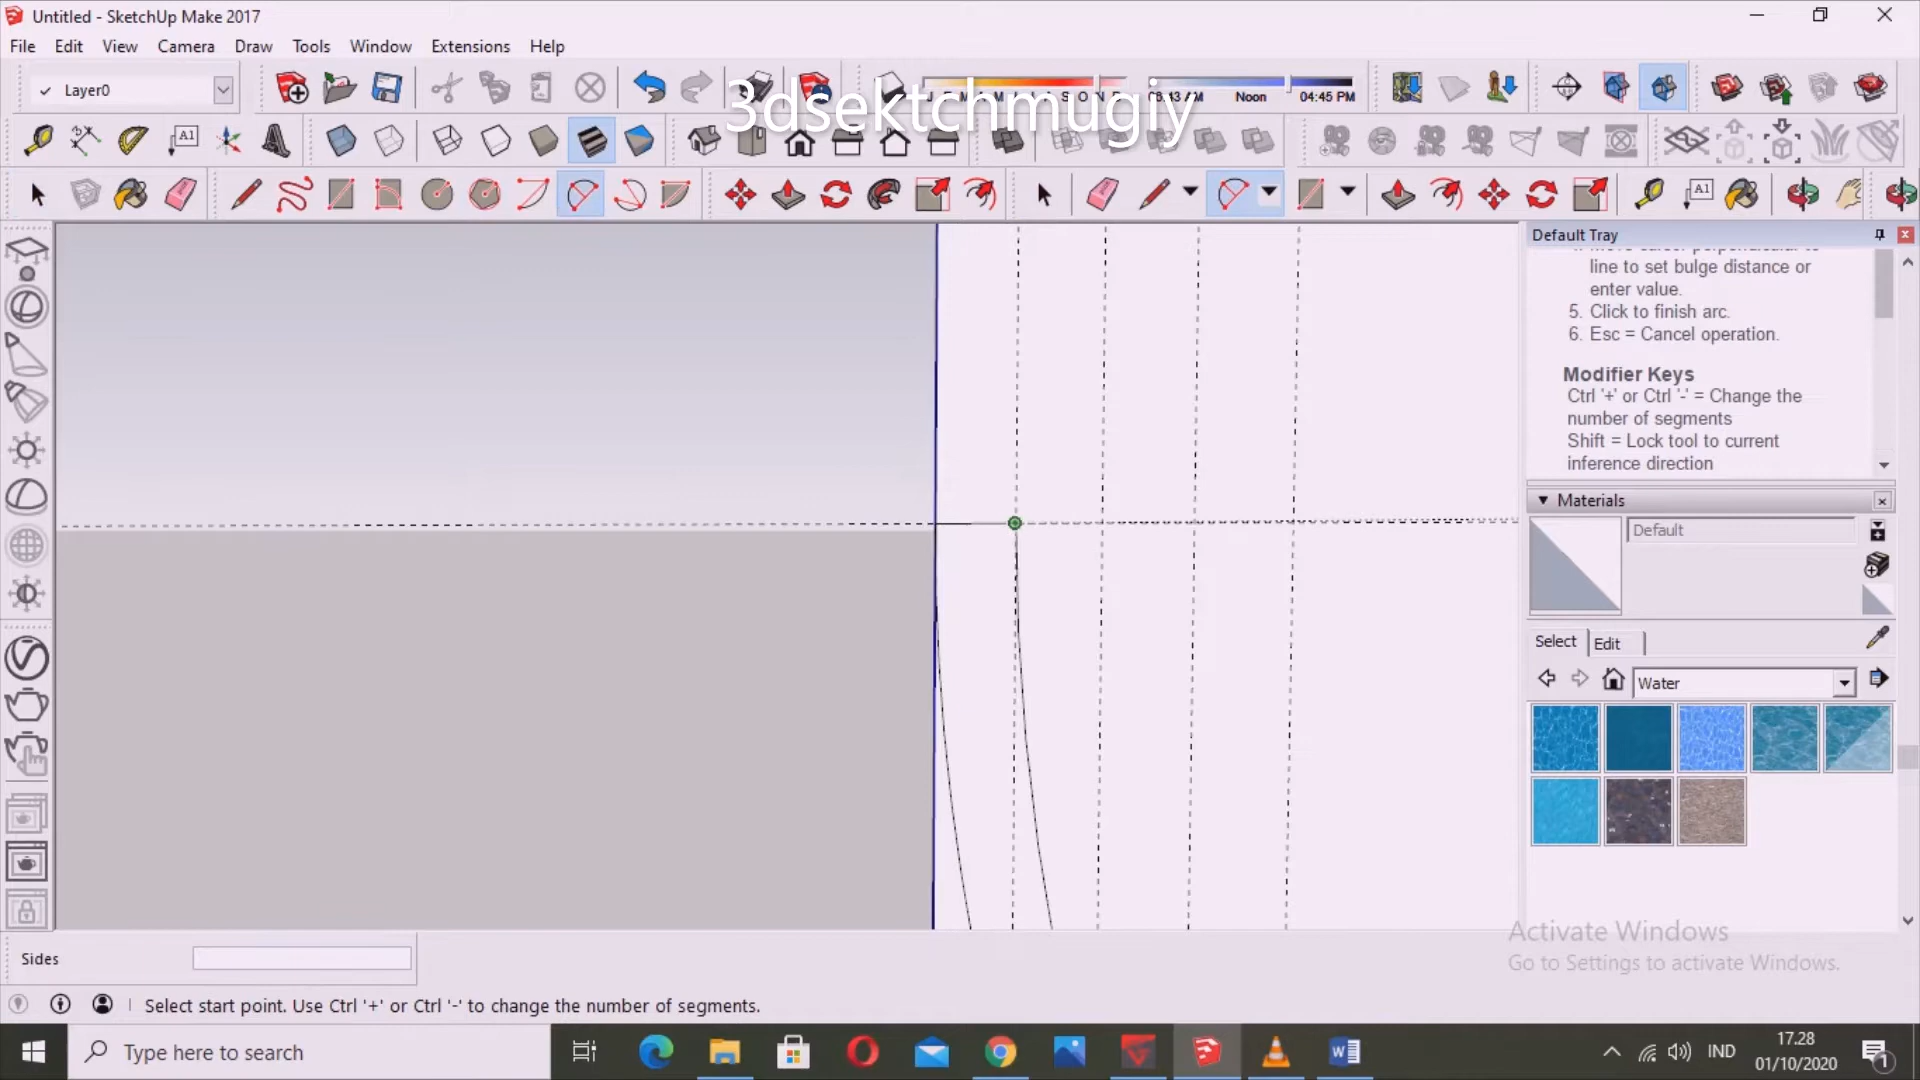 Untitled - SketchUp Make 2017
File Edit View Camera Draw Tools Window Extensions Help
Layer0
3dsektchmugiy
Noon 04:45 PM
A1
A1
Default Tray
line to set bulge distance or
enter value.
5. Click to finish arc.
6. Esc = Cancel operation.
Modifier Keys
Ctrl '+' or Ctrl '-' = Change the
number of segments
Shift = Lock tool to current
inference direction
Materials
Default
Select Edit
Water
Activate Windows
Go to Settings to activate Windows.
Sides
Select start point. Use Ctrl '+' or Ctrl '-' to change the number of segments.
Type here to search
IND
17.28
01/10/2020
1